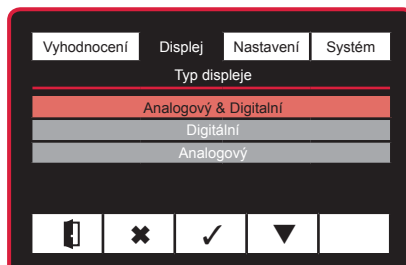 Vyhodnocení Displej Nastavení Systém
Typ displeje
Analogový & Digitalní
Digitální
Analogový